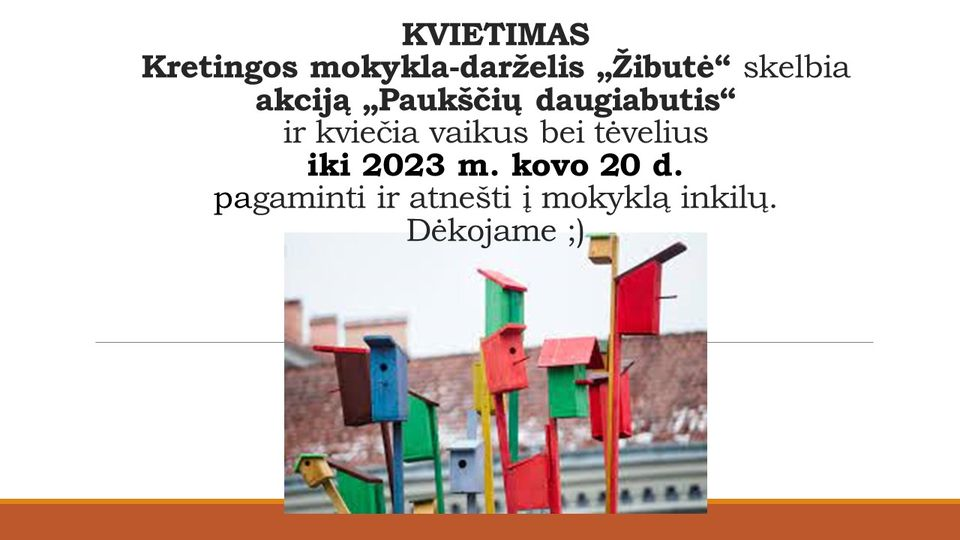 KVIETIMAS
Kretingos mokykla-darželis „Žibutė“ skelbia
akciją „Paukščių daugiabutis“
ir kviečia vaikus bei tėvelius
iki 2023 m. kovo 20 d.
pagaminti ir atnešti į mokyklą inkilų.
Dėkojame ;)